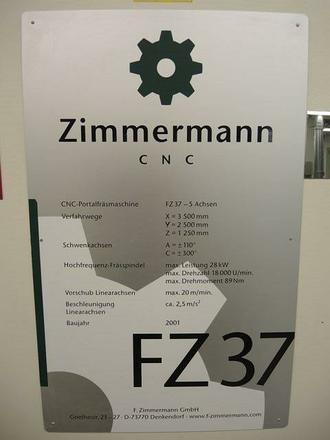 Zimmermann
CNC
CNC-Portalfräsmaschine FZ 37 – 5 Achsen
Verfahrwege X = 3 500 mm
Y = 2 500 mm
Z = 1 250 mm
Schwenkachsen A = ± 110°
C = ± 300°
Hochfrequenz-Frässpindel max. Leistung 28 kW
max. Drehzahl 18 000 U/min.
max. Drehmoment 89 Nm
Vorschub Linearachsen max. 20 m/min.
Beschleunigung ca. 2,5 m/s²
Linearachsen
Baujahr 2001
FZ 37
F. Zimmermann GmbH
Goethestr. 23 – 27 · D-73770 Denkendorf · www.f-zimmermann.com